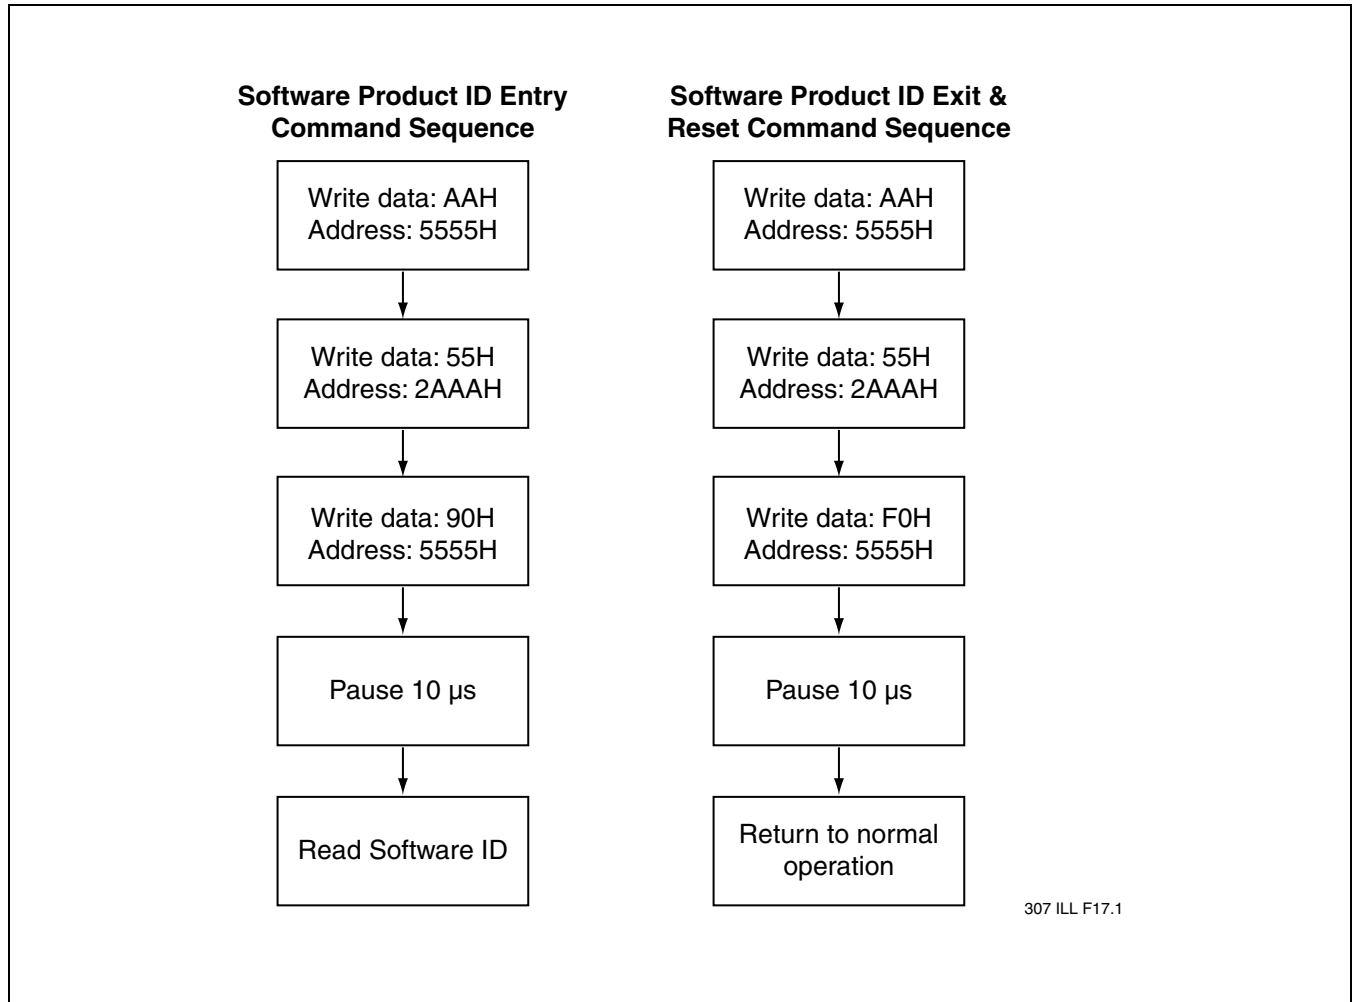 Software Product ID Entry
Command Sequence
Write data: AAH
Address: 5555H
Write data: 55H
Address: 2AAAH
Write data: 90H
Address: 5555H
Pause 10 µs
Read Software ID
Software Product ID Exit &
Reset Command Sequence
Write data: AAH
Address: 5555H
Write data: 55H
Address: 2AAAH
Write data: F0H
Address: 5555H
Pause 10 µs
Return to normal
operation
307 ILL F17.1